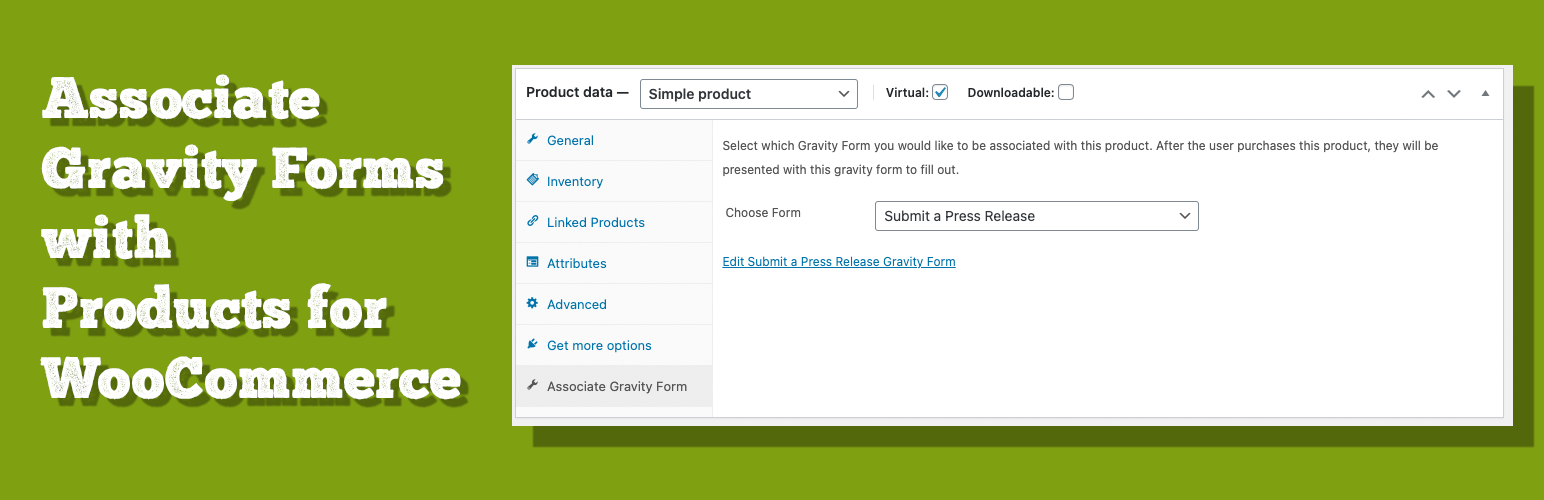 Associate
Gravity Forms
with
Products for
WooCommerce
Product data — Simple product Virtual: Downloadable:
General
Inventory
Linked Products
Attributes
Advanced
Get more options
Associate Gravity Form
Select which Gravity Form you would like to be associated with this product. After the user purchases this product, they will be
presented with this gravity form to fill out.
Choose Form Submit a Press Release
Edit Submit a Press Release Gravity Form